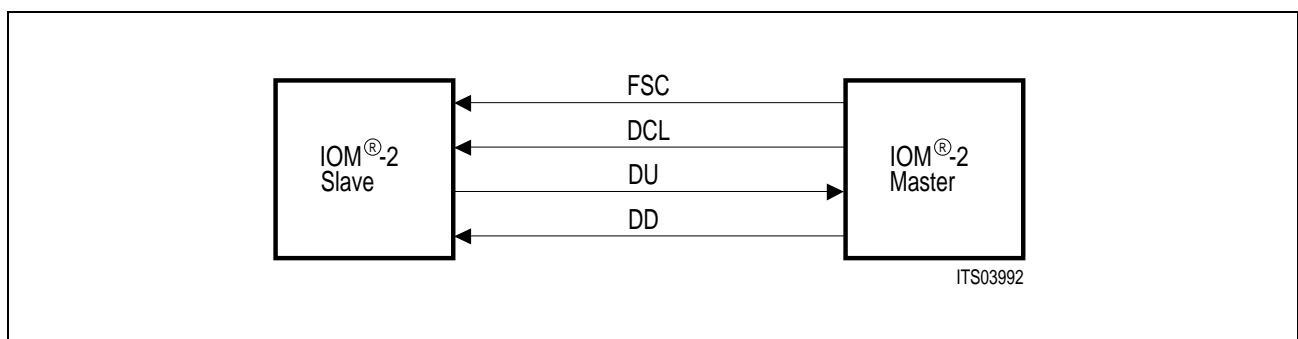 FSC
DCL
DU
DD
IOM®-2
Slave
IOM®-2
Master
ITS03992